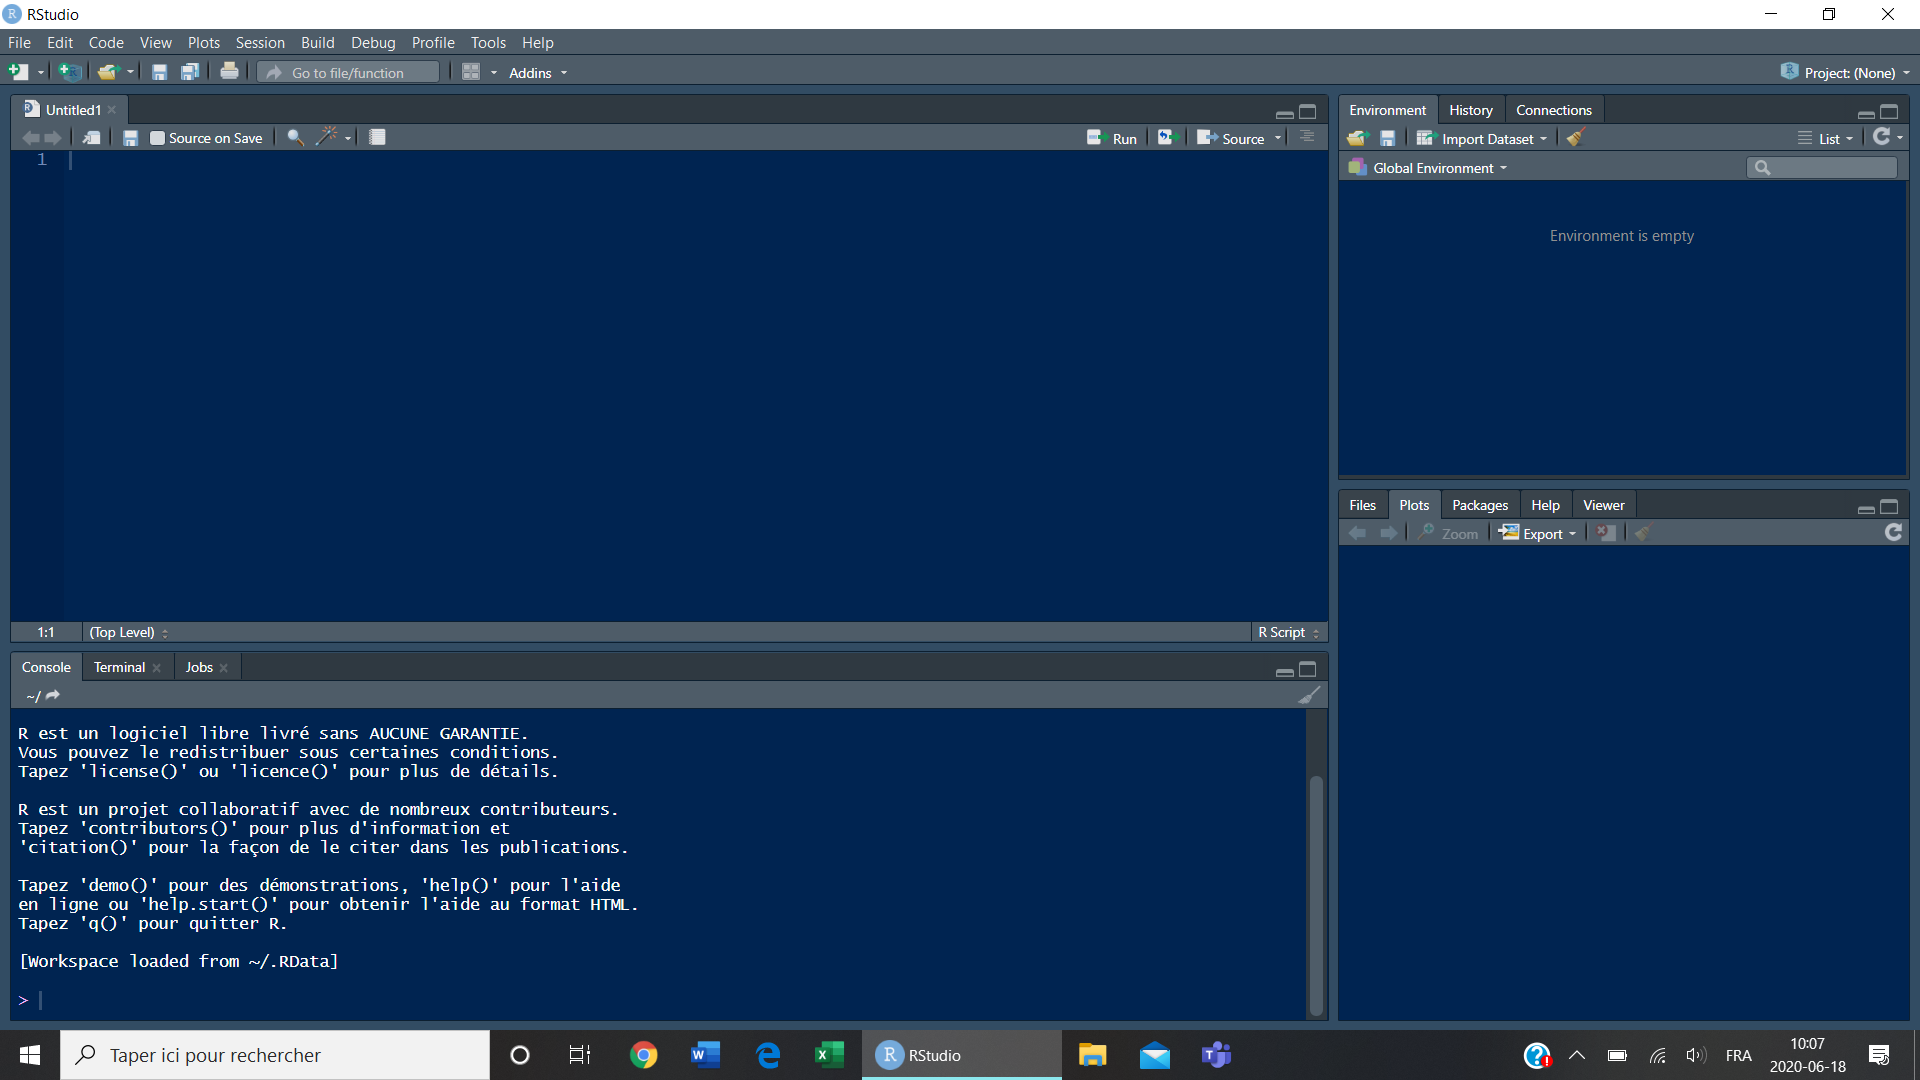 RStudio
File Edit Code View Plots Session Build Debug Profile Tools Help
Go to file/function Addins Project: (None)
Untitled1
Source on Save Run Source
1
1:1 (Top Level) R Script
Console Terminal Jobs
~/
R est un logiciel libre livré sans AUCUNE GARANTIE.
Vous pouvez le redistribuer sous certaines conditions.
Tapez 'license()' ou 'licence()' pour plus de détails.
R est un projet collaboratif avec de nombreux contributeurs.
Tapez 'contributors()' pour plus d'information et
'citation()' pour la façon de le citer dans les publications.
Tapez 'demo()' pour des démonstrations, 'help()' pour l'aide
en ligne ou 'help.start()' pour obtenir l'aide au format HTML.
Tapez 'q()' pour quitter R.
[Workspace loaded from ~/.RData]
>
Environment History Connections
Import Dataset List
Global Environment
Environment is empty
Files Plots Packages Help Viewer
Zoom Export
Taper ici pour rechercher
RStudio
FRA
10:07
2020-06-18